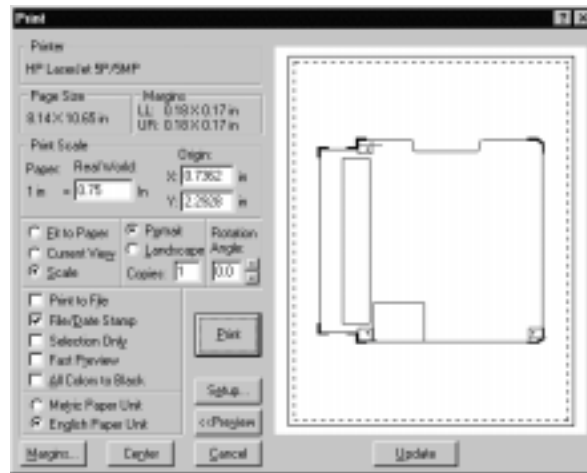 Print
Printer
HP LaserJet 5P/5MP
Page Size
8.14 X 10.65 in
Margins
LL: 0.18 X 0.17 in
UR: 0.18 X 0.17 in
Print Scale
Paper: Real World:
1 in = 0.75 In
Origin:
X: 0.7362 in
Y: 2.2928 in
Fit to Paper
Current View
Scale
Portrait
Landscape
Copies: 1
Rotation
Angle:
0.0
Print to File
File/Date Stamp
Selection Only
Fast Preview
All Colors to Black
Metric Paper Unit
English Paper Unit
Print
Setup...
<<Preview
Margins...
Center
Cancel
Update